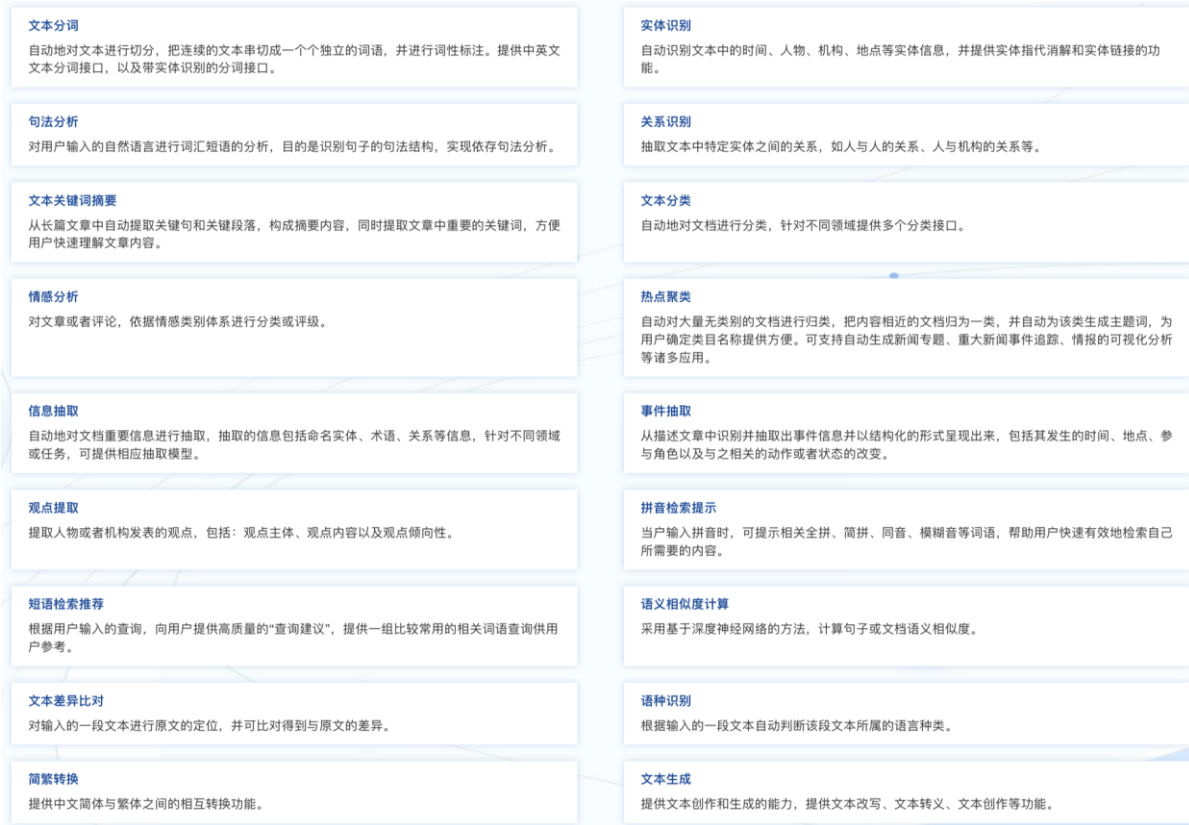 文本分词
自动地对文本进行切分，把连续的文本串切成一个个独立的词语，并进行词性标注。提供中英文
文本分词接口，以及带实体识别的分词接口。
实体识别
自动识别文本中的时间、人物、机构、地点等实体信息，并提供实体指代消解和实体链接的功
能。
句法分析
对用户输入的自然语言进行词汇短语的分析，目的是识别句子的句法结构，实现依存句法分析。
关系识别
抽取文本中特定实体之间的关系，如人与人的关系、人与机构的关系等。
文本关键词摘要
从长篇文章中自动提取关键句和关键段落，构成摘要内容，同时提取文章中重要的关键词，方便
用户快速理解文章内容。
文本分类
自动地对文档进行分类，针对不同领域提供多个分类接口。
情感分析
对文章或者评论，依据情感类别体系进行分类或评级。
热点聚类
自动对大量无类别的文档进行归类，把内容相近的文档归为一类，并自动为该类生成主题词，为
用户确定类目名称提供方便。可支持自动生成新闻专题、重大新闻事件追踪、情报的可视化分析
等诸多应用。
信息抽取
自动地对文档重要信息进行抽取，抽取的信息包括命名实体、术语、关系等信息，针对不同领域
或任务，可提供相应抽取模型。
事件抽取
从描述文章中识别并抽取出事件信息并以结构化的形式呈现出来，包括其发生的时间、地点、参
与角色以及与之相关的动作或者状态的改变。
观点提取
提取人物或者机构发表的观点，包括：观点主体、观点内容以及观点倾向性。
拼音检索提示
当户输入拼音时，可提示相关全拼、简拼、同音、模糊音等词语，帮助用户快速有效地检索自己
所需要的内容。
短语检索推荐
根据用户输入的查询，向用户提供高质量的“查询建议”，提供一组比较常用的相关词语查询供用
户参考。
语义相似度计算
采用基于深度神经网络的方法，计算句子或文档语义相似度。
文本差异比对
对输入的一段文本进行原文的定位，并可比对得到与原文的差异。
语种识别
根据输入的一段文本自动判断该段文本所属的语言种类。
简繁转换
提供中文简体与繁体之间的相互转换功能。
文本生成
提供文本创作和生成的能力，提供文本改写、文本转义、文本创作等功能。